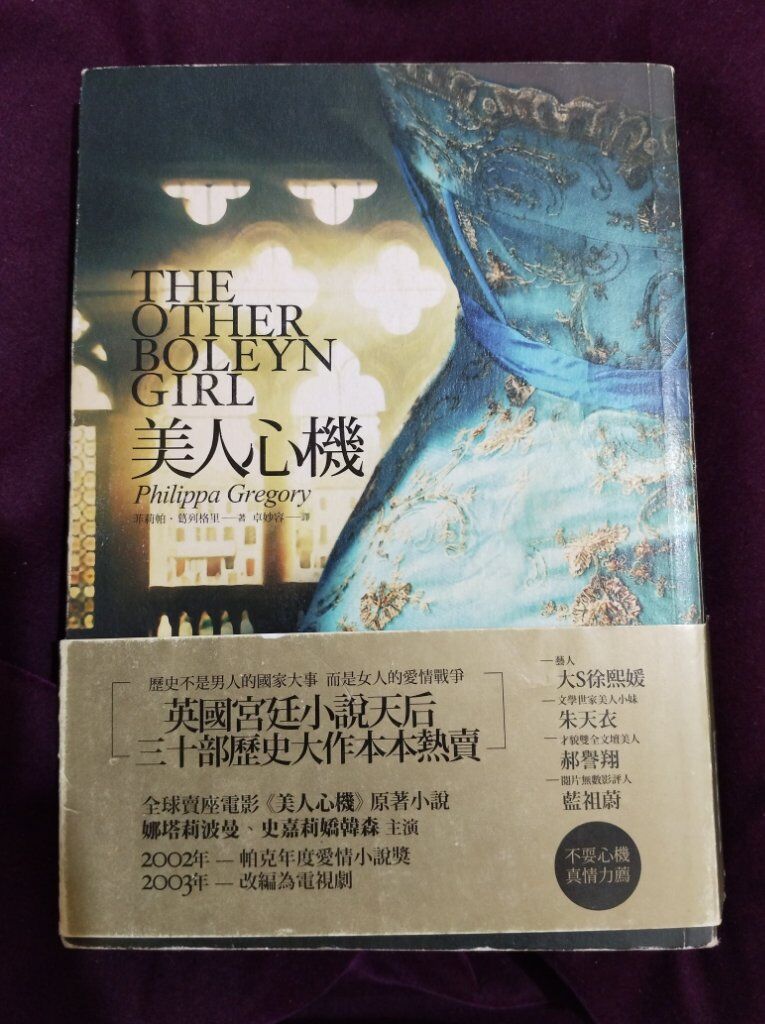 THE
OTHER
BOLEYN
GIRL
美人心機
Philippa Gregory
菲莉帕・葛列格里—著 卓妙容—譯
歷史不是男人的國家大事 而是女人的愛情戰爭
英國宮廷小說天后
三十部歷史大作本本熱賣
全球賣座電影《美人心機》原著小說
娜塔莉波曼、史嘉莉嬌韓森 主演
2002年 — 帕克年度愛情小說獎
2003年 — 改編為電視劇
—藝人
大S徐熙媛
—文學世家美人小妹
朱天衣
—才貌雙全文壇美人
郝譽翔
—閱片無數影評人
藍祖蔚
不耍心機
真情力薦